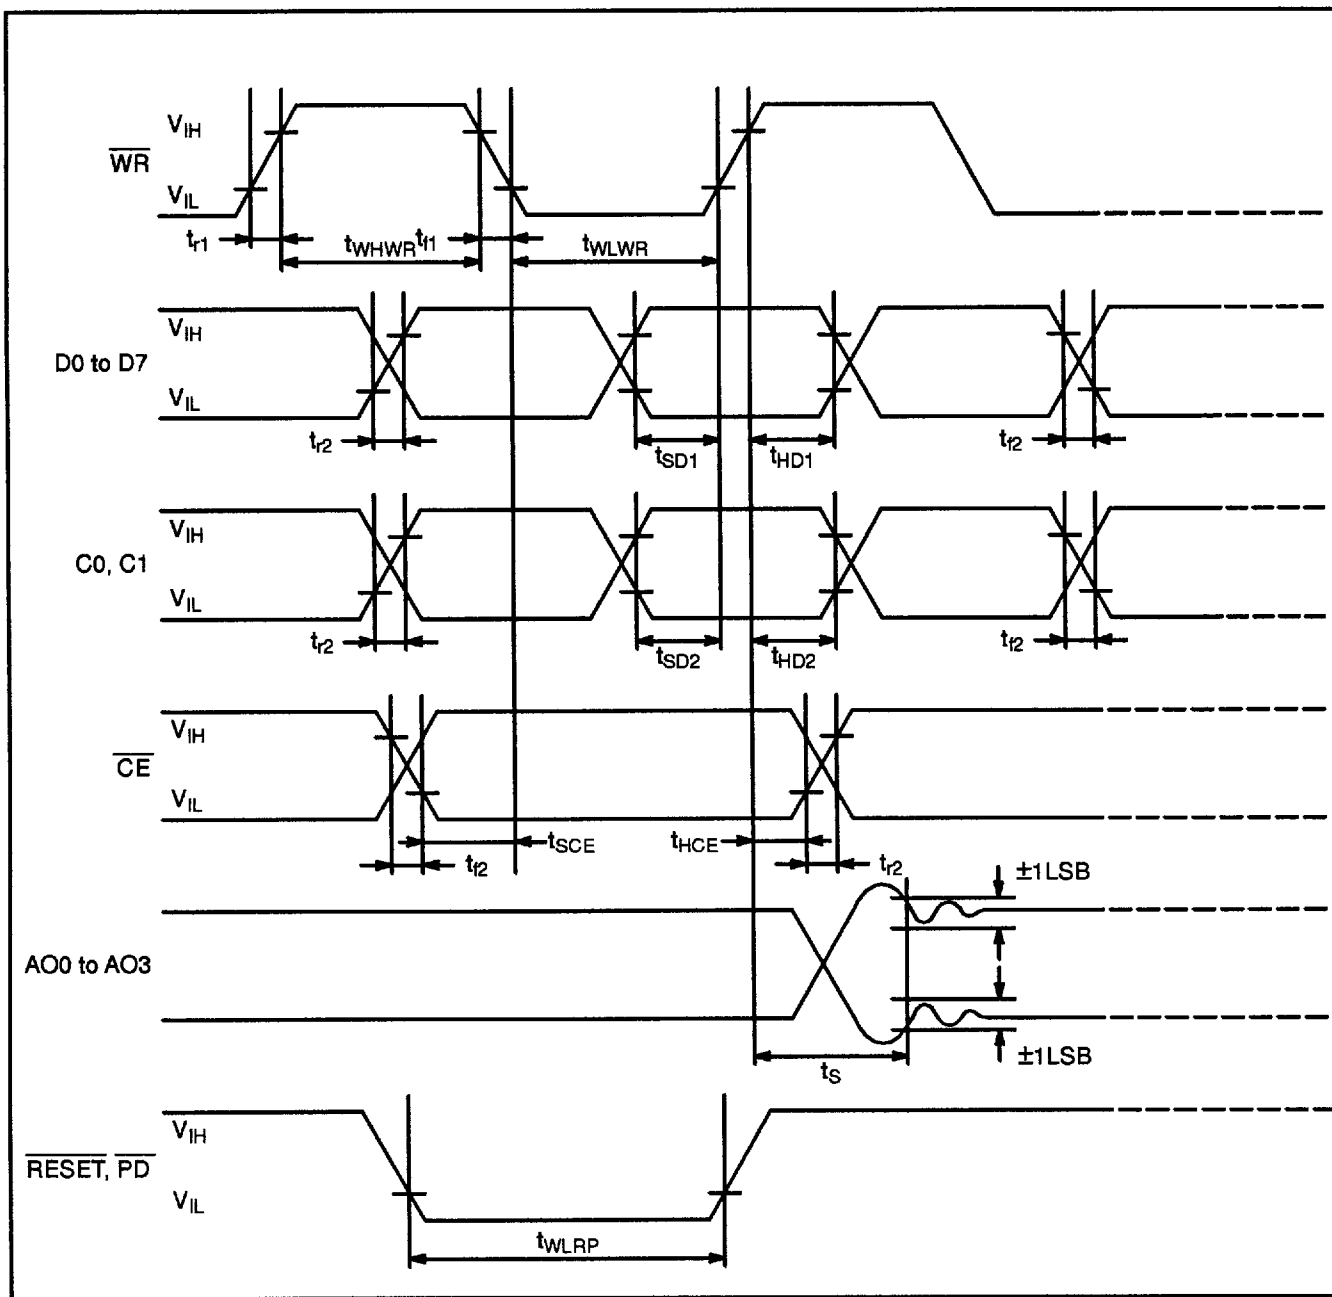 VIH
WR
VIL
tr1 tWHWR tf1 tWLWR
VIH
D0 to D7
VIL
tr2 tSD1 tHD1 tf2
VIH
C0, C1
VIL
tr2 tSD2 tHD2 tf2
VIH
CE
VIL
tf2 tSCE tHCE tr2
±1LSB
AO0 to AO3
±1LSB
tS
VIH
RESET, PD
VIL
tWLRP